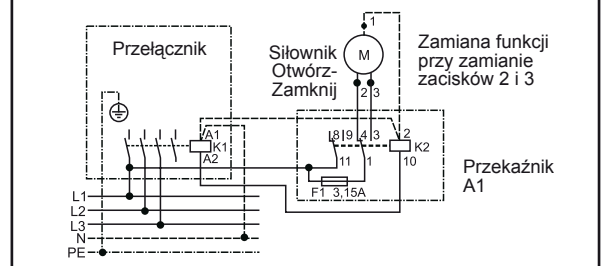 Przełącznik
Siłownik
Otwórz-
Zamknij
1
M
Zamiana funkcji
przy zamianie
zacisków 2 i 3
2 3
A1
K1
A2
8 9 4 3
2
K2
11 1 10
F1 3,15A
Przekaźnik
A1
L1
L2
L3
N
PE